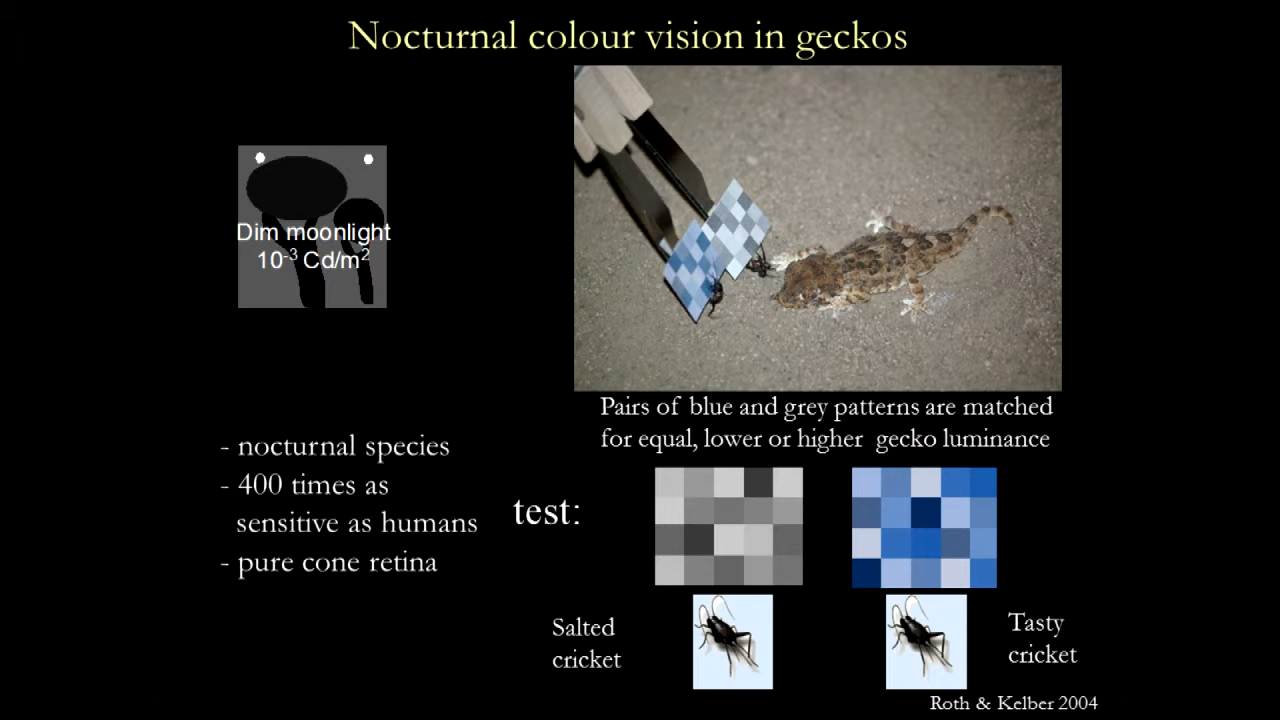 Nocturnal colour vision in geckos
Dim moonlight
10⁻³ Cd/m²
Pairs of blue and grey patterns are matched
for equal, lower or higher gecko luminance
- nocturnal species
- 400 times as
sensitive as humans
- pure cone retina
test:
Salted
cricket
Tasty
cricket
Roth & Kelber 2004